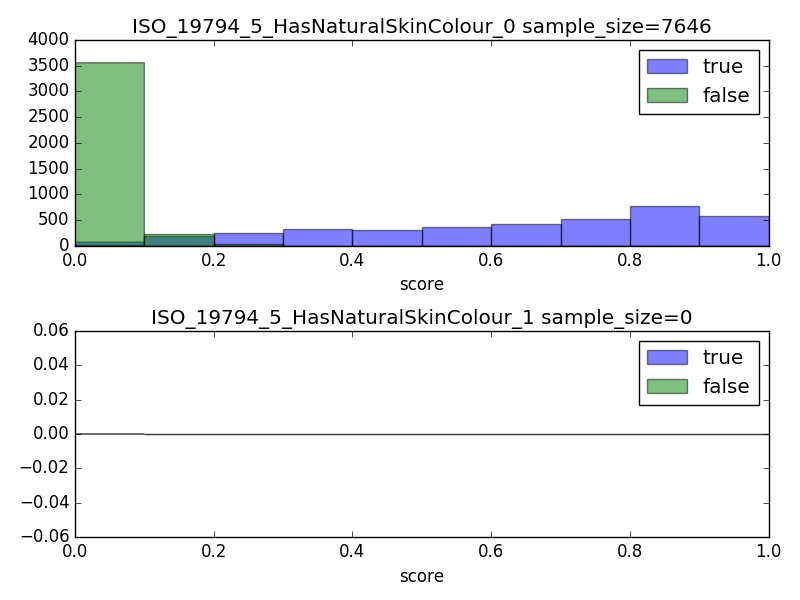 ISO_19794_5_HasNaturalSkinColour_0 sample_size=7646
4000
3500
3000
2500
2000
1500
1000
500
0
true
false
0.0 0.2 0.4 0.6 0.8 1.0
score
ISO_19794_5_HasNaturalSkinColour_1 sample_size=0
0.06
0.04
0.02
0.00
−0.02
−0.04
−0.06
true
false
0.0 0.2 0.4 0.6 0.8 1.0
score